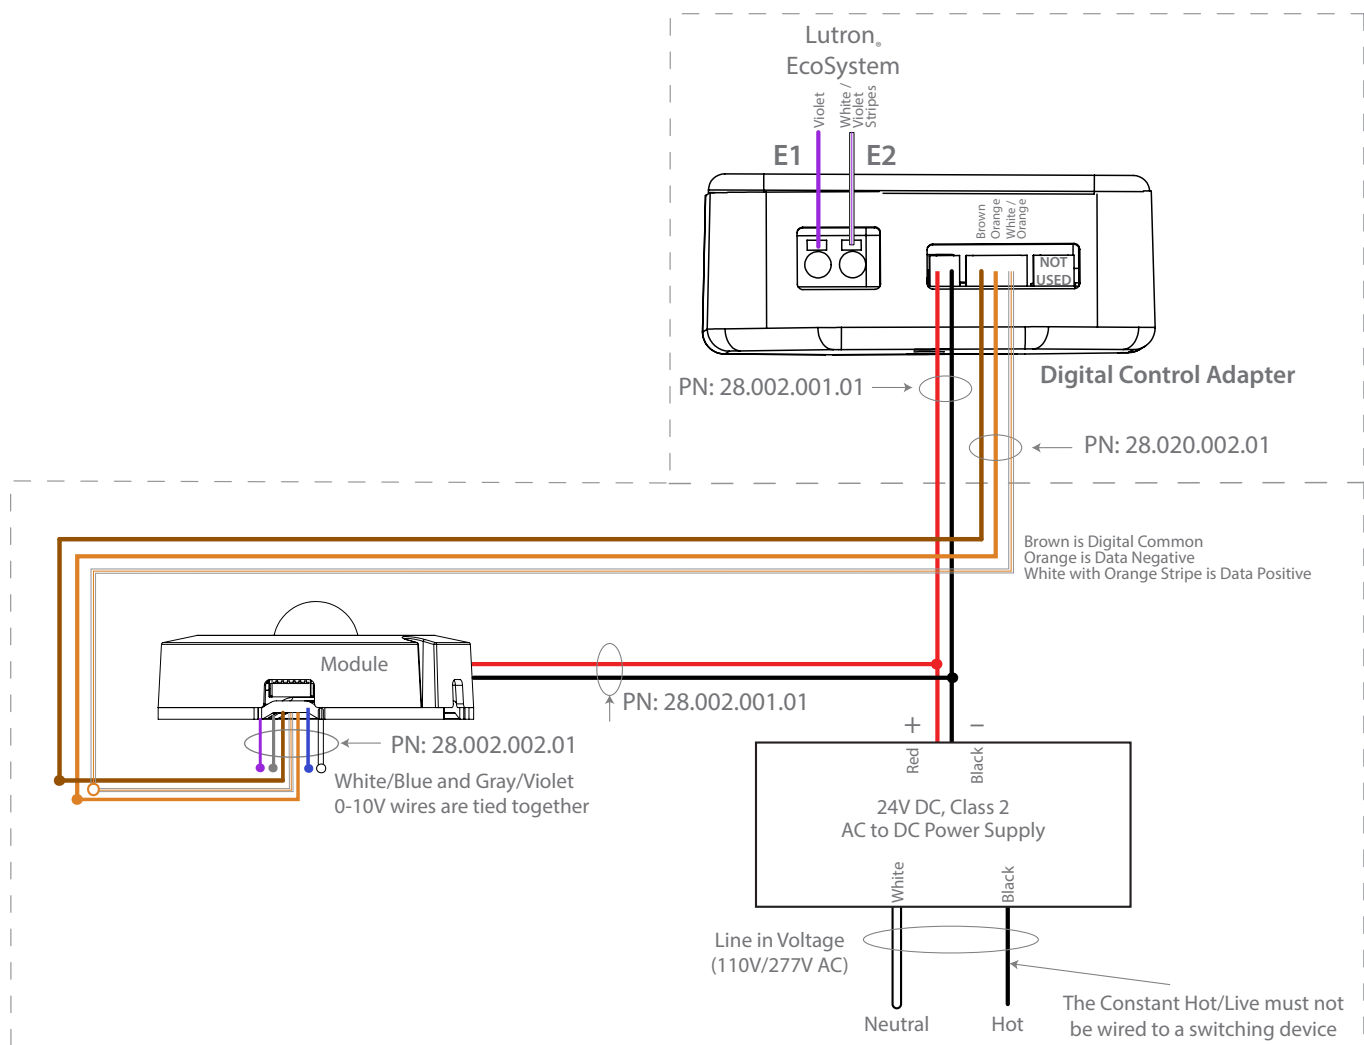 Lutron®
EcoSystem
Violet
White /
Violet
Stripes
E1
E2
Brown
Orange
White /
Orange
NOT
USED
Digital Control Adapter
PN: 28.002.001.01
PN: 28.020.002.01
Brown is Digital Common
Orange is Data Negative
White with Orange Stripe is Data Positive
Module
PN: 28.002.001.01
PN: 28.002.002.01
White/Blue and Gray/Violet
0-10V wires are tied together
+
−
Red
Black
24V DC, Class 2
AC to DC Power Supply
White
Black
Line in Voltage
(110V/277V AC)
Neutral
Hot
The Constant Hot/Live must not
be wired to a switching device